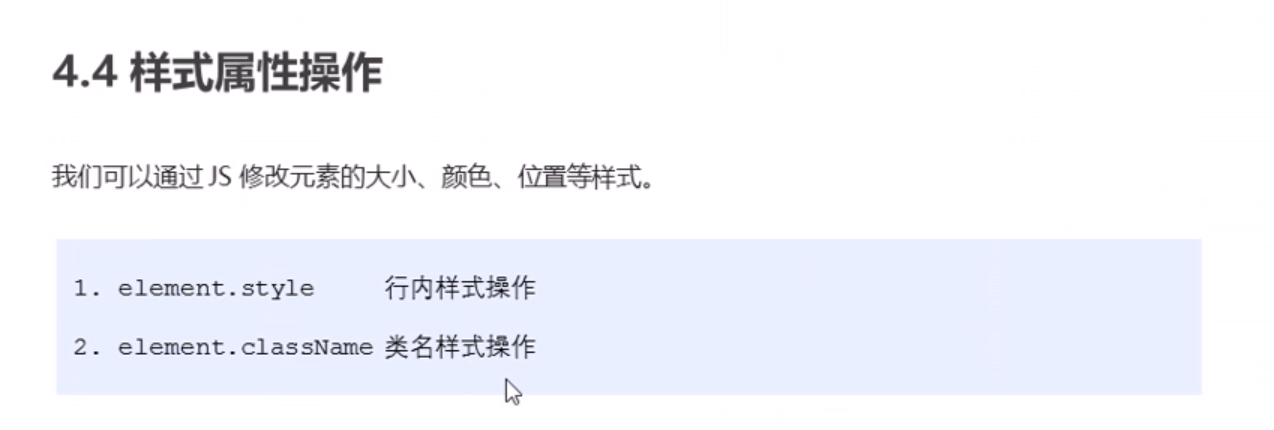 4.4 样式属性操作
我们可以通过 JS 修改元素的大小、颜色、位置等样式。
1. element.style 行内样式操作
2. element.className 类名样式操作